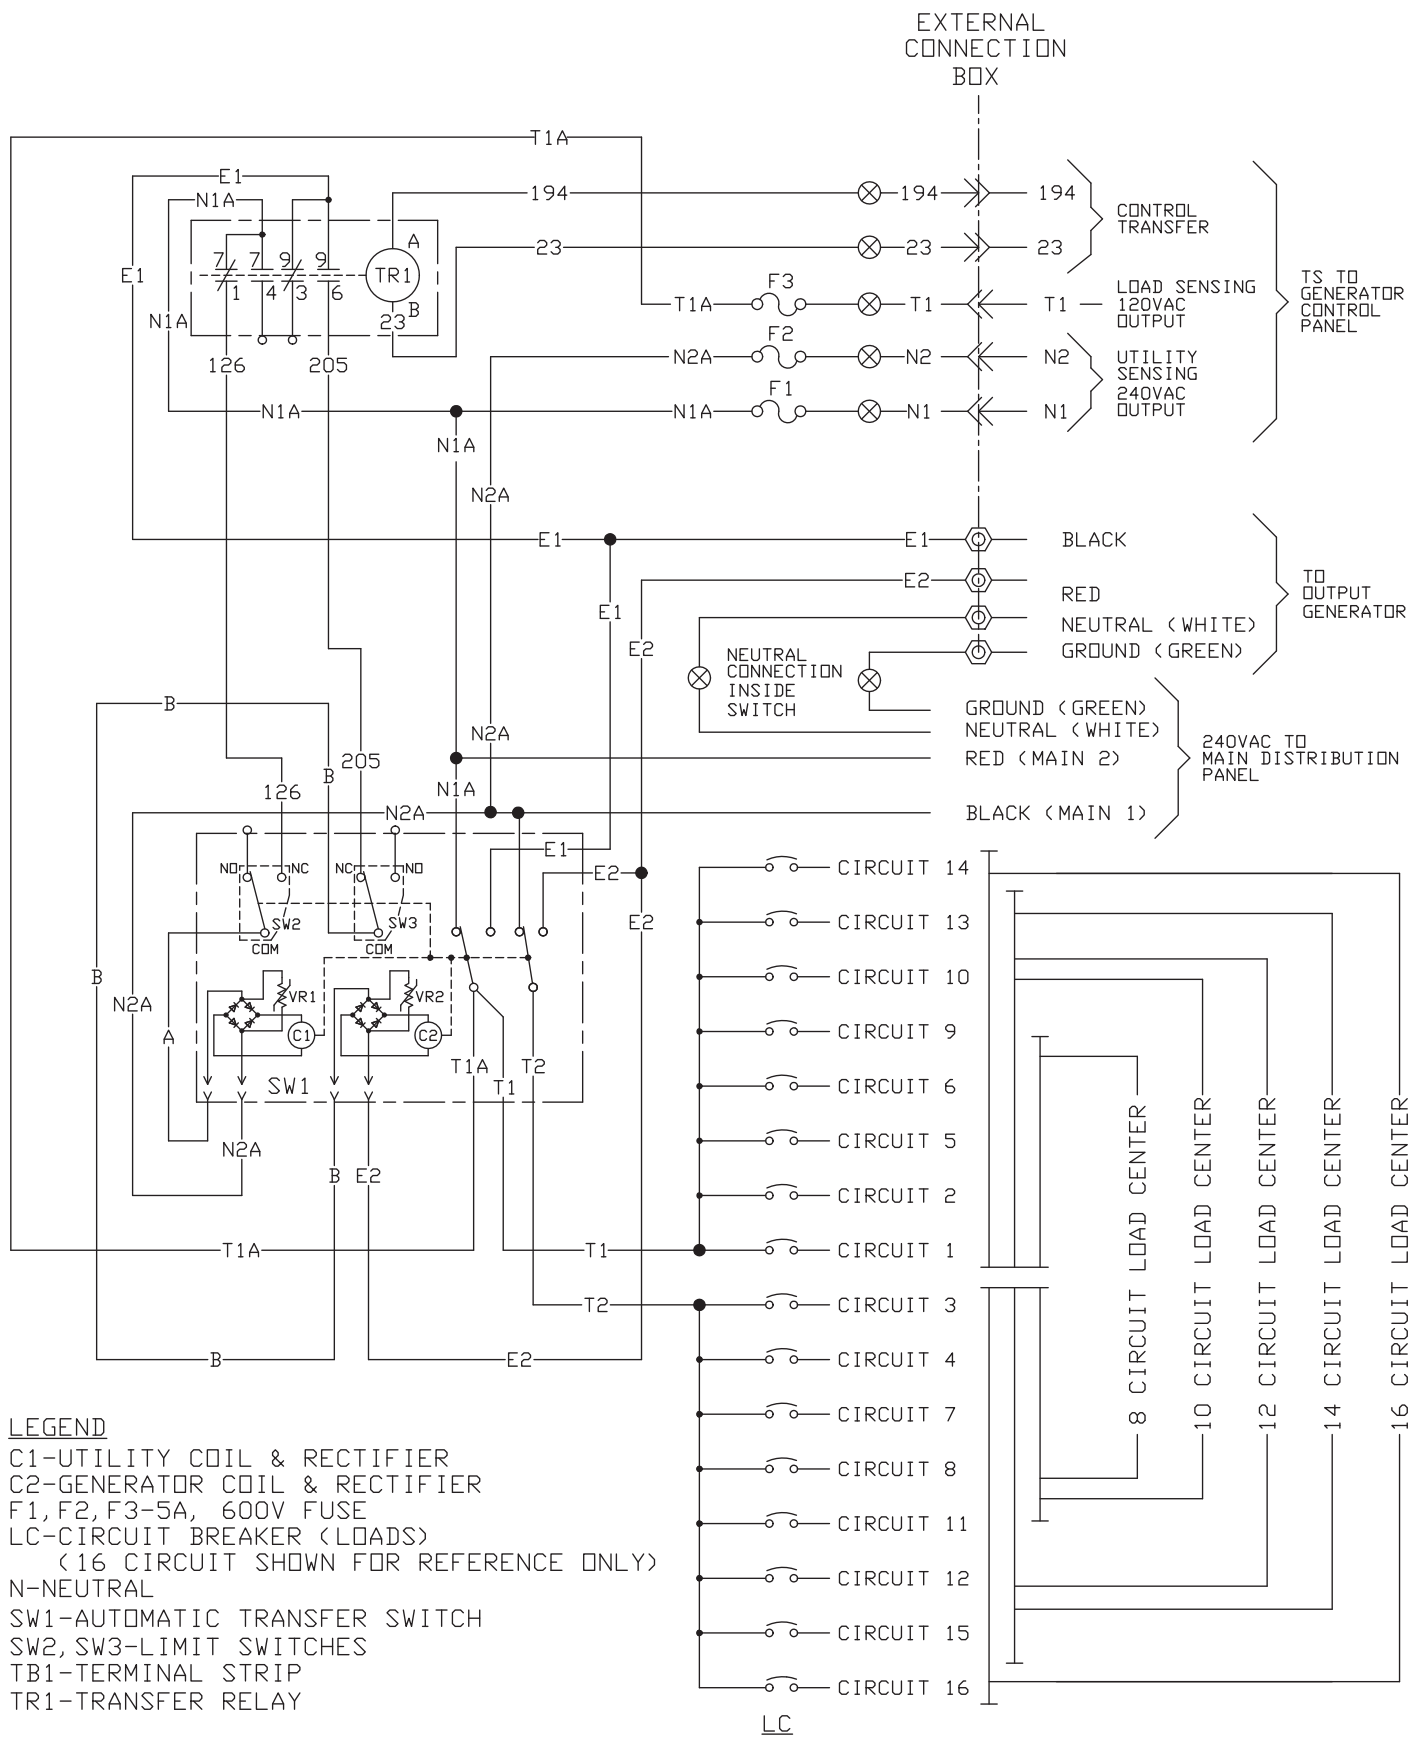 EXTERNAL
CONNECTION
BOX
T1A
E1
N1A
194
194
194
CONTROL
TRANSFER
A
7
7
9
9
TR1
23
23
23
E1
1
4
3
6
B
23
N1A
F3
T1A
T1
T1
LOAD SENSING
120VAC
OUTPUT
TS TO
GENERATOR
CONTROL
PANEL
126
205
F2
N2A
N2
N2
UTILITY
SENSING
240VAC
OUTPUT
F1
N1A
N1A
N1
N1
N1A
N2A
E1
E1
BLACK
E2
RED
TO
OUTPUT
GENERATOR
E1
NEUTRAL (WHITE)
E2
GROUND (GREEN)
NEUTRAL
CONNECTION
INSIDE
SWITCH
B
GROUND (GREEN)
NEUTRAL (WHITE)
N2A
240VAC TO
MAIN DISTRIBUTION
PANEL
205
RED (MAIN 2)
B
126
N1A
N2A
BLACK (MAIN 1)
E1
NO
NC
NC
NO
E2
CIRCUIT 14
SW2
SW3
E2
CIRCUIT 13
COM
COM
B
CIRCUIT 10
N2A
VR1
VR2
A
C1
C2
CIRCUIT 9
T1A
T2
SW1
T1
CIRCUIT 6
N2A
CIRCUIT 5
B
E2
CIRCUIT 2
T1A
T1
CIRCUIT 1
T2
CIRCUIT 3
B
E2
CIRCUIT 4
CIRCUIT 7
CIRCUIT 8
CIRCUIT 11
CIRCUIT 12
CIRCUIT 15
CIRCUIT 16
LC
8 CIRCUIT LOAD CENTER
10 CIRCUIT LOAD CENTER
12 CIRCUIT LOAD CENTER
14 CIRCUIT LOAD CENTER
16 CIRCUIT LOAD CENTER
LEGEND
C1-UTILITY COIL & RECTIFIER
C2-GENERATOR COIL & RECTIFIER
F1,F2,F3-5A, 600V FUSE
LC-CIRCUIT BREAKER (LOADS)
(16 CIRCUIT SHOWN FOR REFERENCE ONLY)
N-NEUTRAL
SW1-AUTOMATIC TRANSFER SWITCH
SW2,SW3-LIMIT SWITCHES
TB1-TERMINAL STRIP
TR1-TRANSFER RELAY